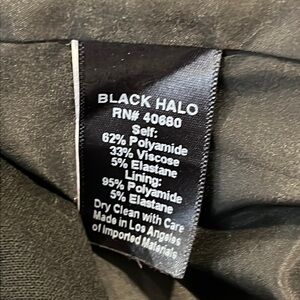 BLACK HALO
RN# 40680
Self:
62% Polyamide
33% Viscose
5% Elastane
Lining:
95% Polyamide
5% Elastane
Dry Clean with Care
Made in Los Angeles
of Imported Materials